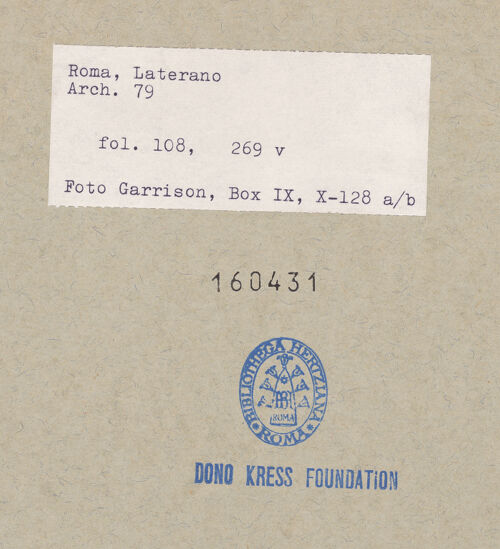 Roma, Laterano
Arch. 79
fol. 108, 269 v
Foto Garrison, Box IX, X-128 a/b
160431
BIBLIOTHECA HERTZIANA
ROMA
ROMA
DONO KRESS FOUNDATION